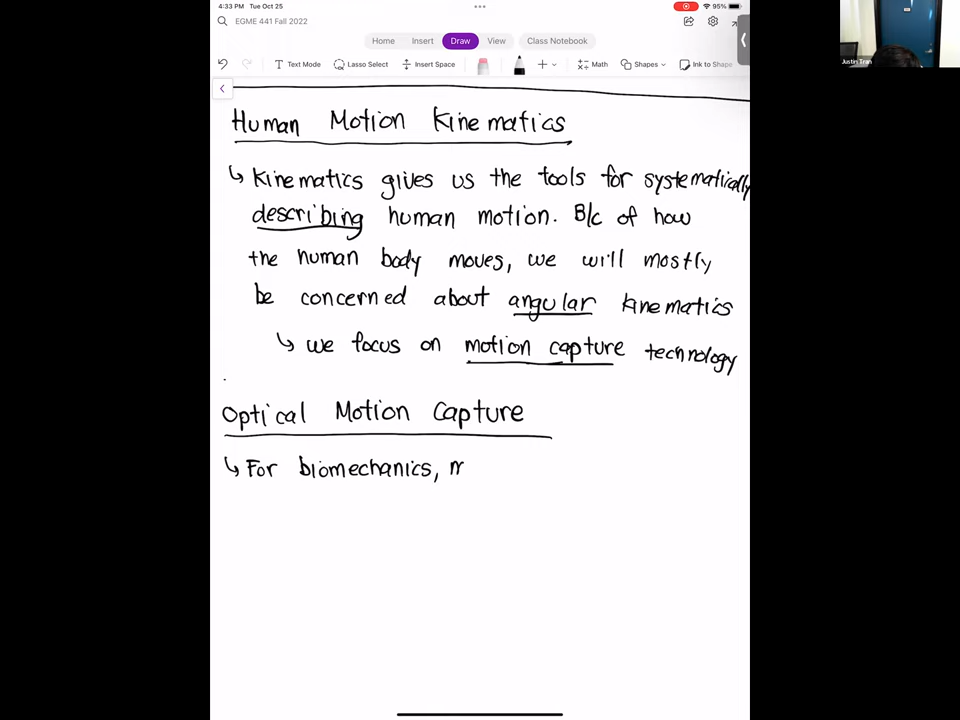 4:33 PM Tue Oct 25
95%
EGME 441 Fall 2022
Home Insert Draw View Class Notebook
Text Mode Lasso Select Insert Space Math Shapes Ink to Shape
Justin Tran
Human Motion Kinematics
↳ Kinematics gives us the tools for systematically
describing human motion. B/c of how
the human body moves, we will mostly
be concerned about angular kinematics
↳ we focus on motion capture technology
Optical Motion Capture
↳ For biomechanics, m